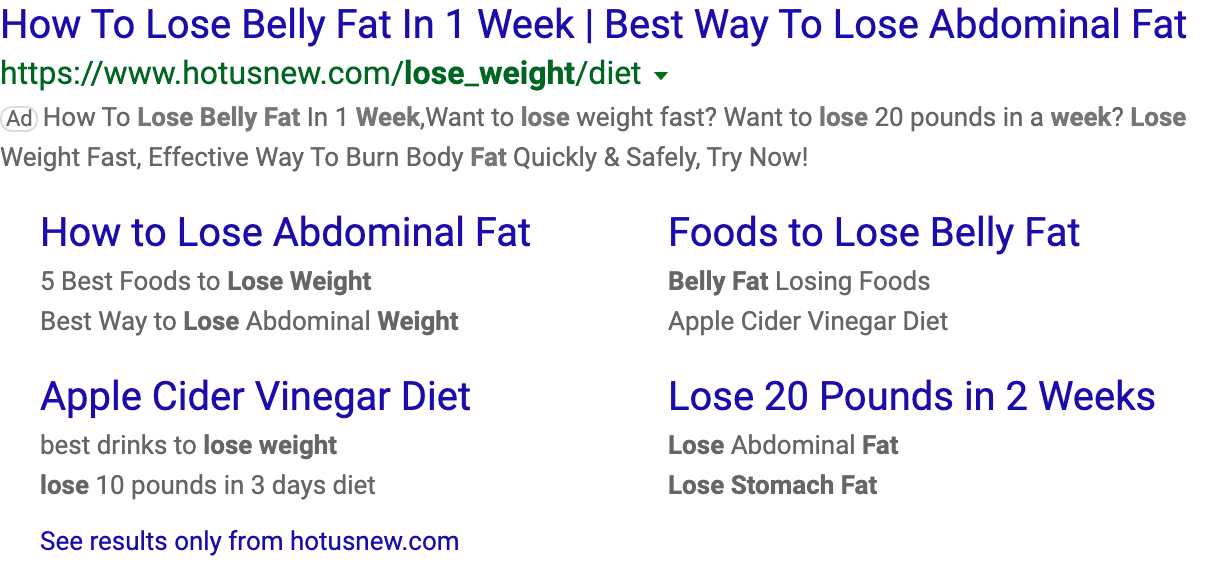 How To Lose Belly Fat In 1 Week | Best Way To Lose Abdominal Fat
https://www.hotusnew.com/lose_weight/diet
Ad How To Lose Belly Fat In 1 Week,Want to lose weight fast? Want to lose 20 pounds in a week? Lose
Weight Fast, Effective Way To Burn Body Fat Quickly & Safely, Try Now!
How to Lose Abdominal Fat
5 Best Foods to Lose Weight
Best Way to Lose Abdominal Weight
Foods to Lose Belly Fat
Belly Fat Losing Foods
Apple Cider Vinegar Diet
Apple Cider Vinegar Diet
best drinks to lose weight
lose 10 pounds in 3 days diet
Lose 20 Pounds in 2 Weeks
Lose Abdominal Fat
Lose Stomach Fat
See results only from hotusnew.com